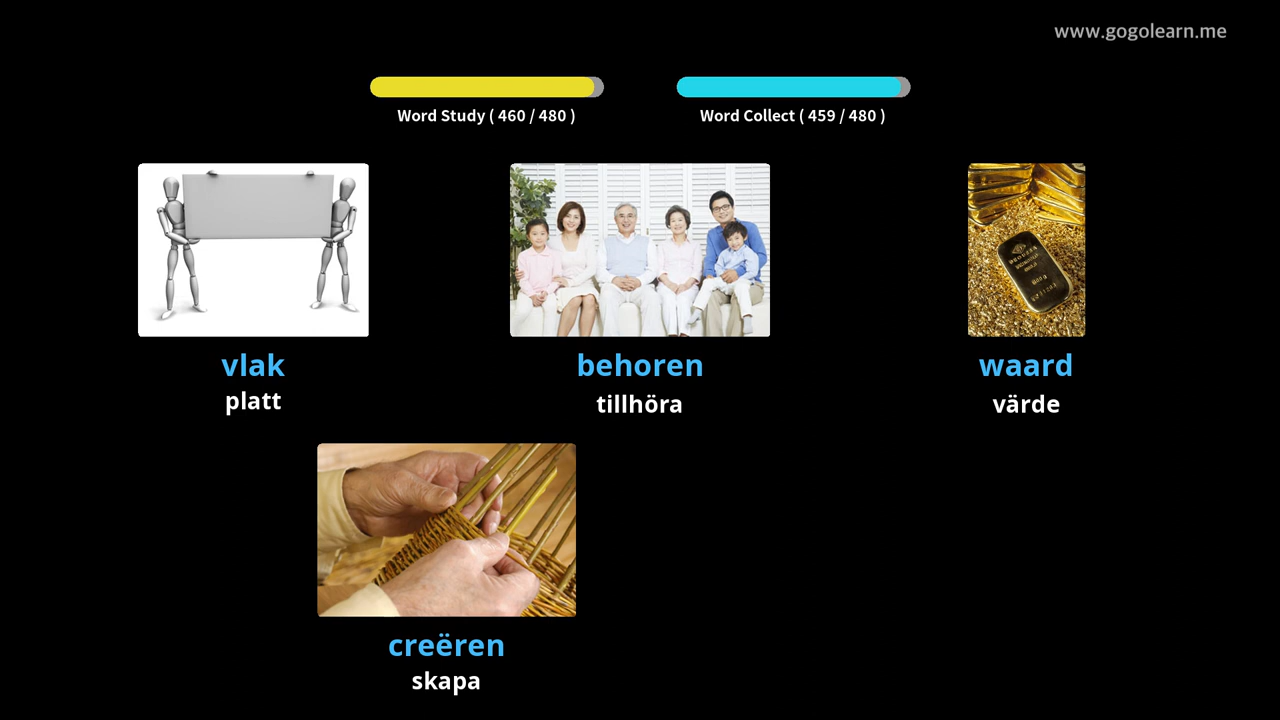 www.gogolearn.me
Word Study ( 460 / 480 )
Word Collect ( 459 / 480 )
vlak
platt
behoren
tillhöra
waard
värde
creëren
skapa